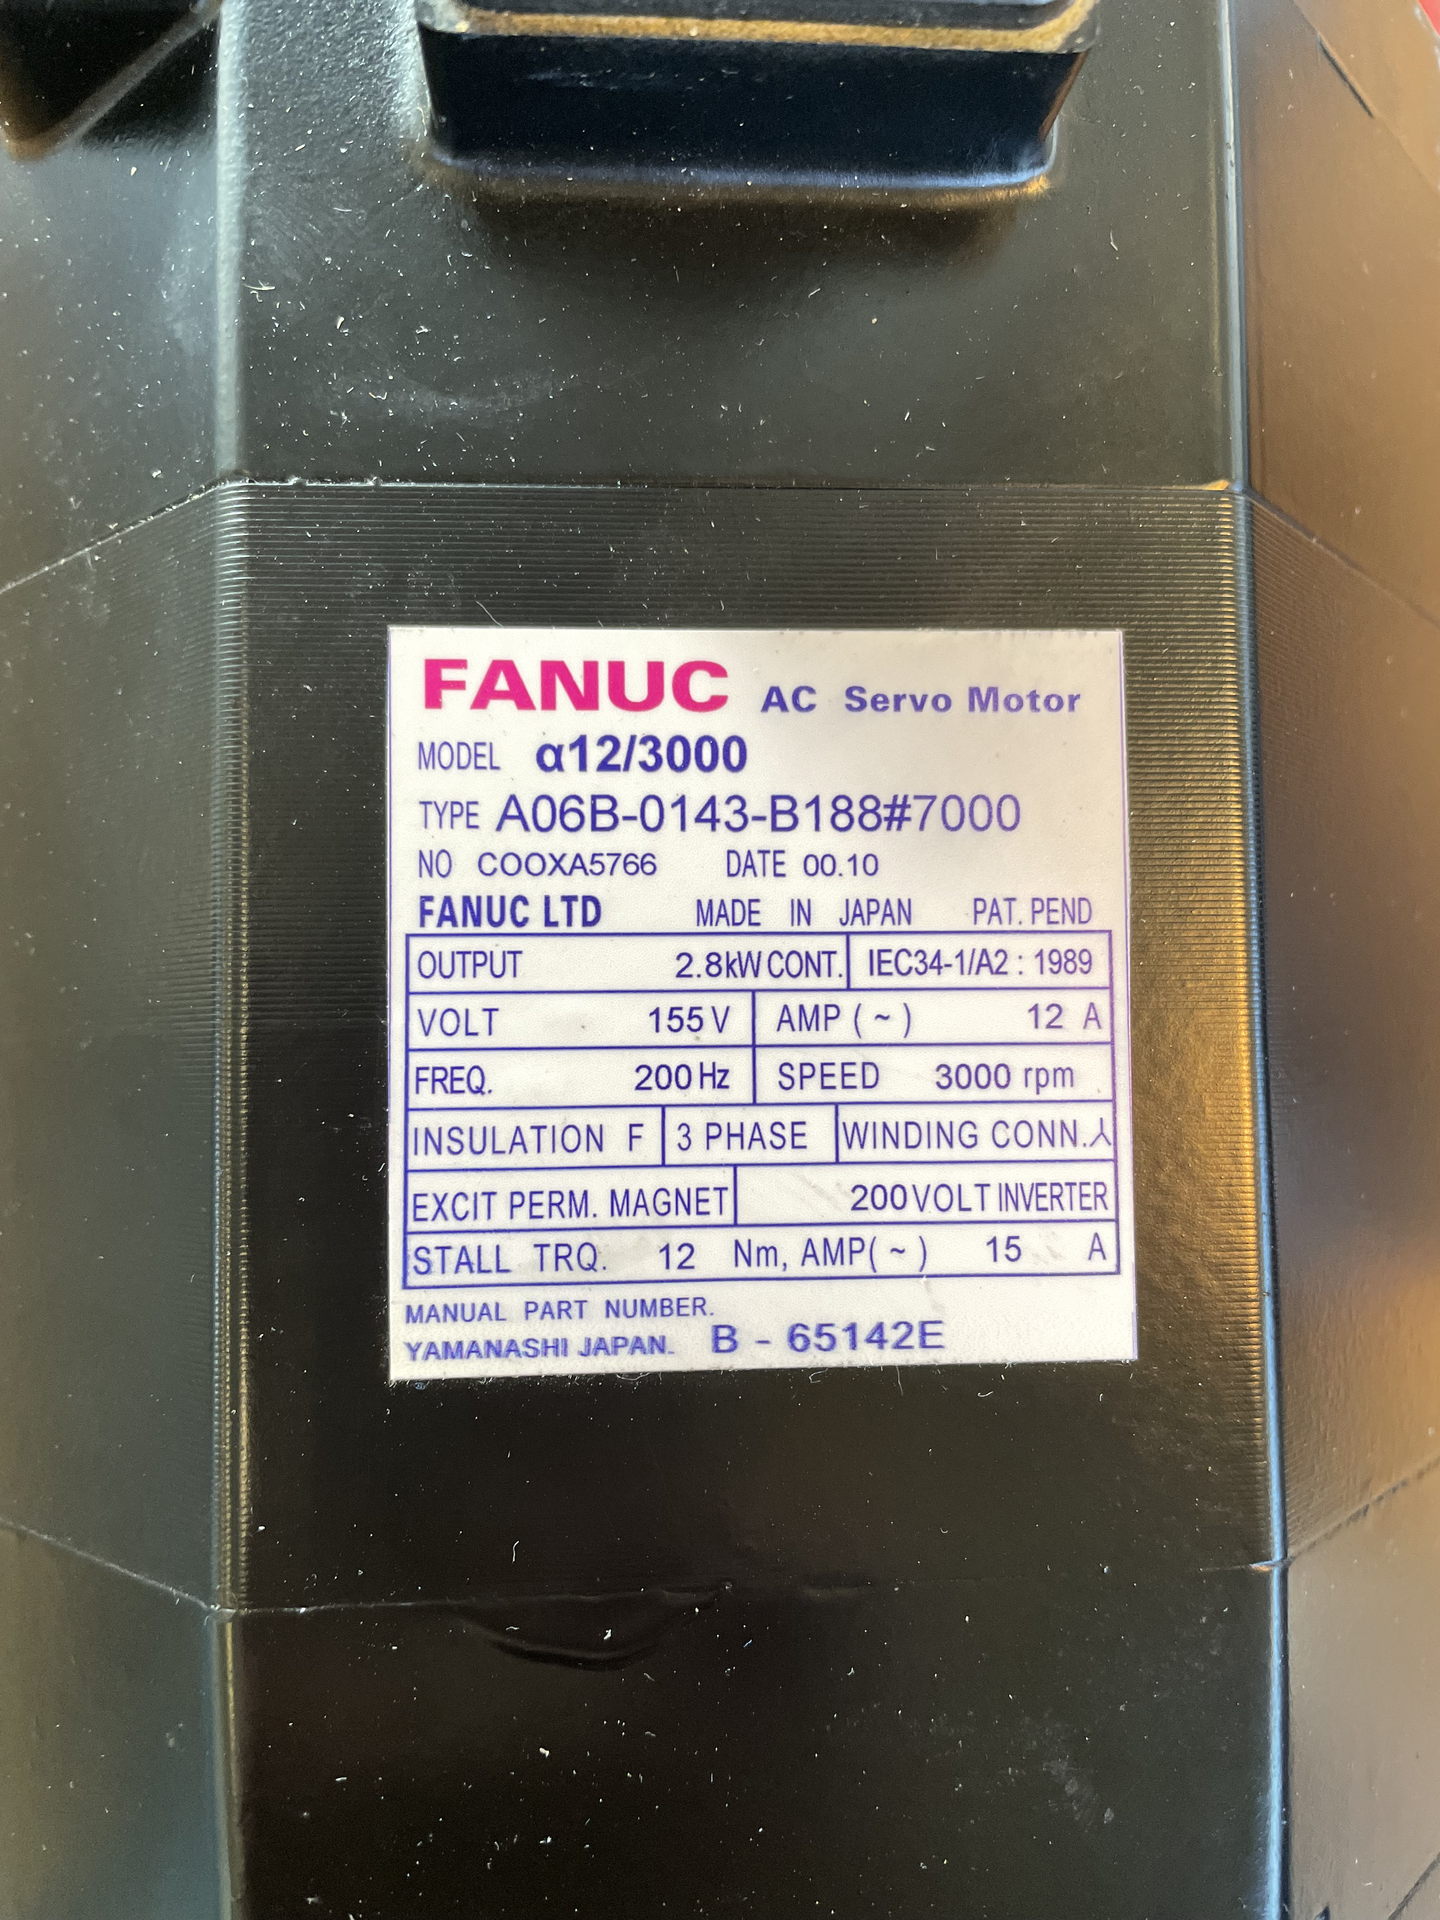 FANUC AC Servo Motor
MODEL α12/3000
TYPE A06B-0143-B188#7000
NO COOXA5766 DATE 00.10
FANUC LTD MADE IN JAPAN PAT. PEND
OUTPUT 2.8kW CONT. IEC34-1/A2 : 1989
VOLT 155 V AMP ( ~ ) 12 A
FREQ. 200 Hz SPEED 3000 rpm
INSULATION F 3 PHASE WINDING CONN. ⅄
EXCIT PERM. MAGNET 200 VOLT INVERTER
STALL TRQ. 12 Nm, AMP( ~ ) 15 A
MANUAL PART NUMBER.
YAMANASHI JAPAN. B - 65142E